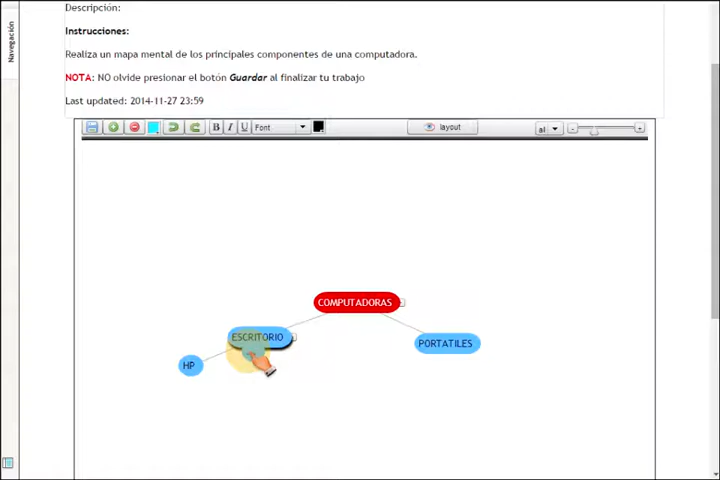 Descripción:
Navegación
Instrucciones:
Realiza un mapa mental de los principales componentes de una computadora.
NOTA: NO olvide presionar el botón Guardar al finalizar tu trabajo
Last updated: 2014-11-27 23:59
B I U Font layout all
COMPUTADORAS
ESCRITORIO
PORTATILES
HP